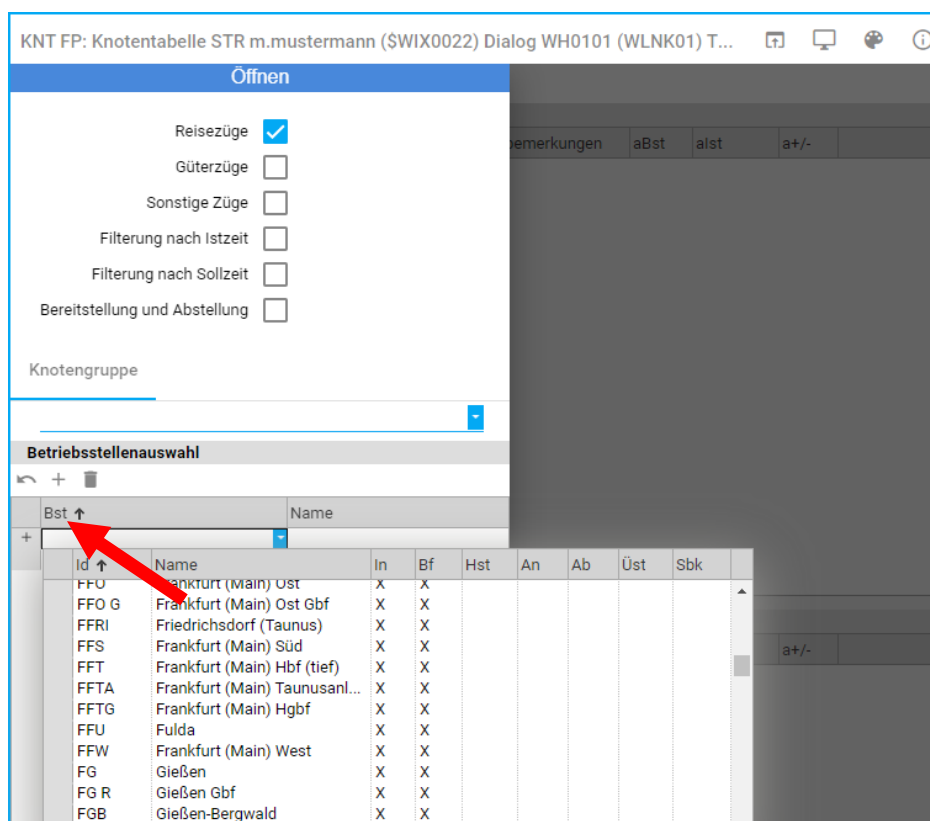 KNT FP: Knotentabelle STR m.mustermann ($WIX0022) Dialog WH0101 (WLNK01) T...
Öffnen
Reisezüge
Güterzüge
Sonstige Züge
Filterung nach Istzeit
Filterung nach Sollzeit
Bereitstellung und Abstellung
bemerkungen aBst aIst a+/-
Knotengruppe
Betriebsstellenauswahl
Bst Name
+
Id Name In Bf Hst An Ab Üst Sbk
FFO Frankfurt (Main) Ost X X
FFO G Frankfurt (Main) Ost Gbf X X
FFRI Friedrichsdorf (Taunus) X X
FFS Frankfurt (Main) Süd X X
FFT Frankfurt (Main) Hbf (tief) X X
a+/-
FFTA Frankfurt (Main) Taunusanl... X X
FFTG Frankfurt (Main) Hgbf X X
FFU Fulda X X
FFW Frankfurt (Main) West X X
FG Gießen X X
FG R Gießen Gbf X X
FGB Gießen-Bergwald X X